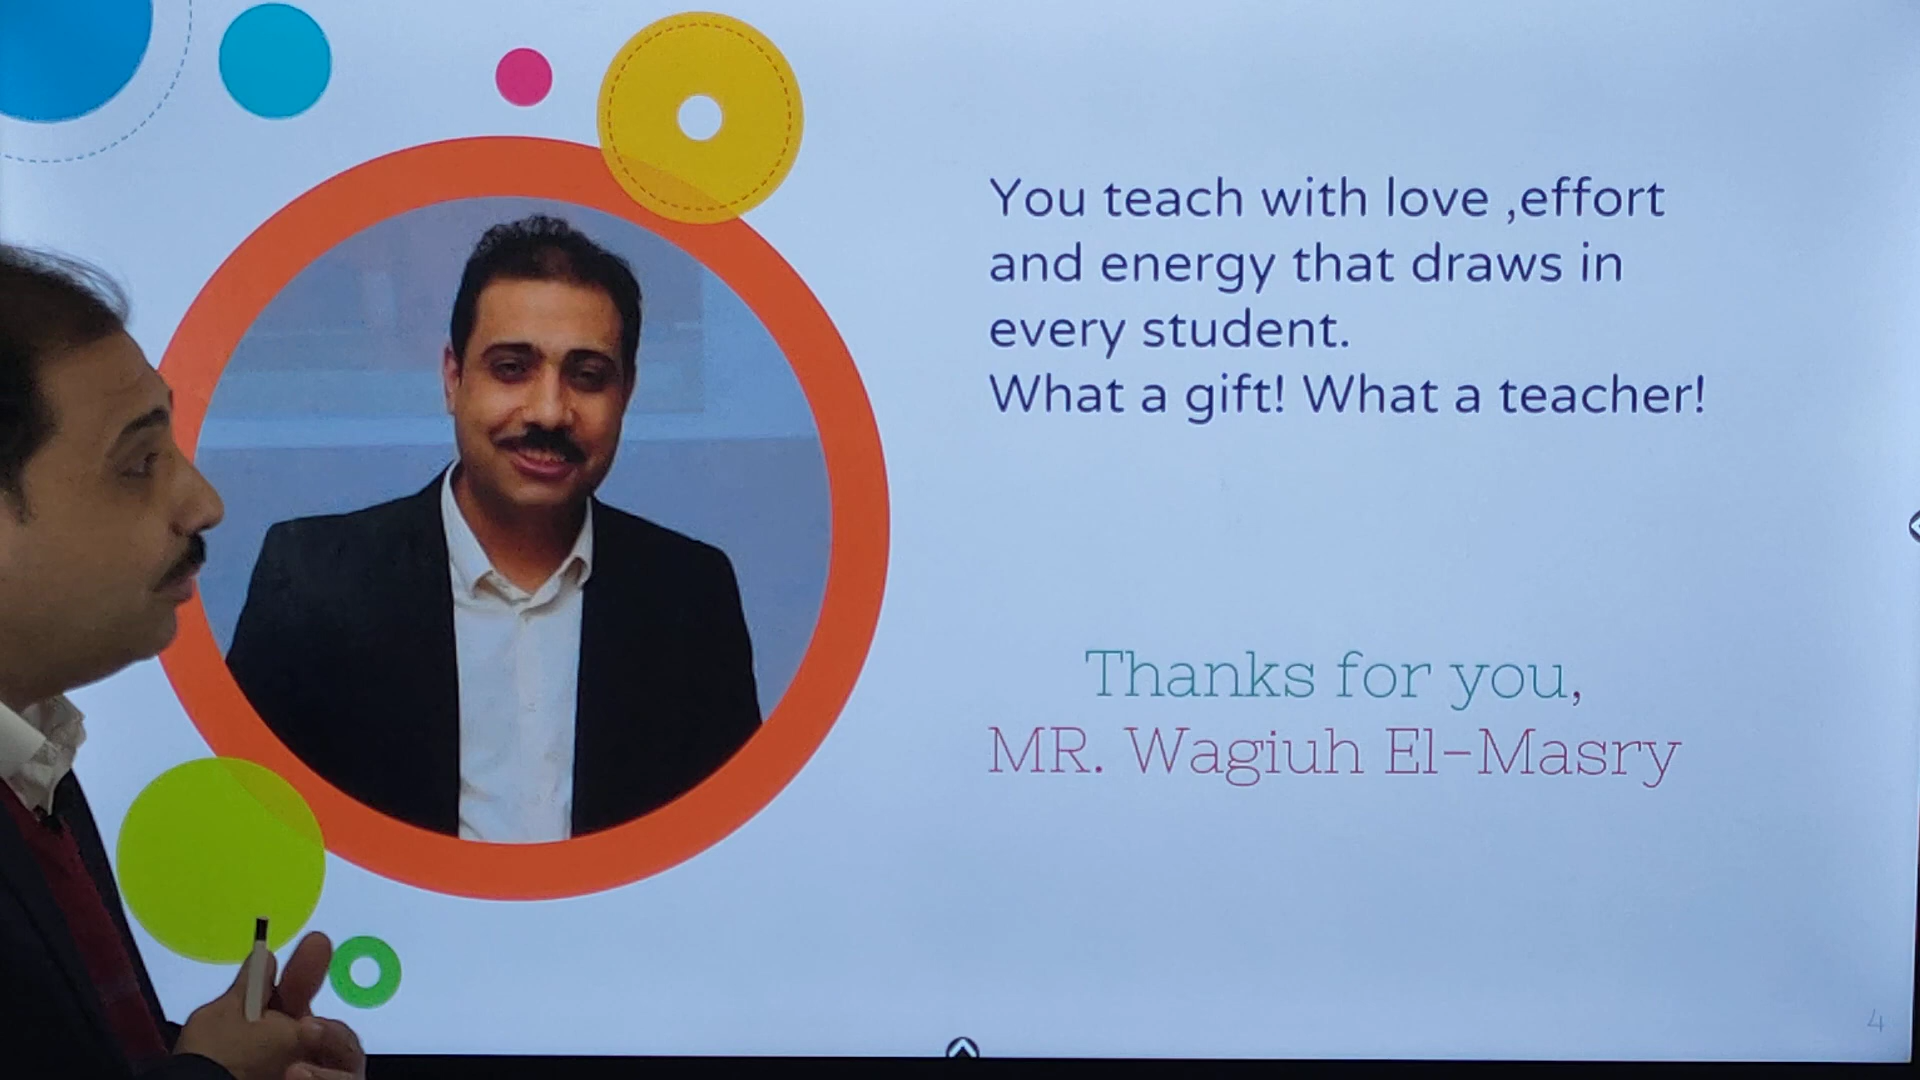 You teach with love ,effort
and energy that draws in
every student.
What a gift! What a teacher!
Thanks for you,
MR. Wagiuh El-Masry
4